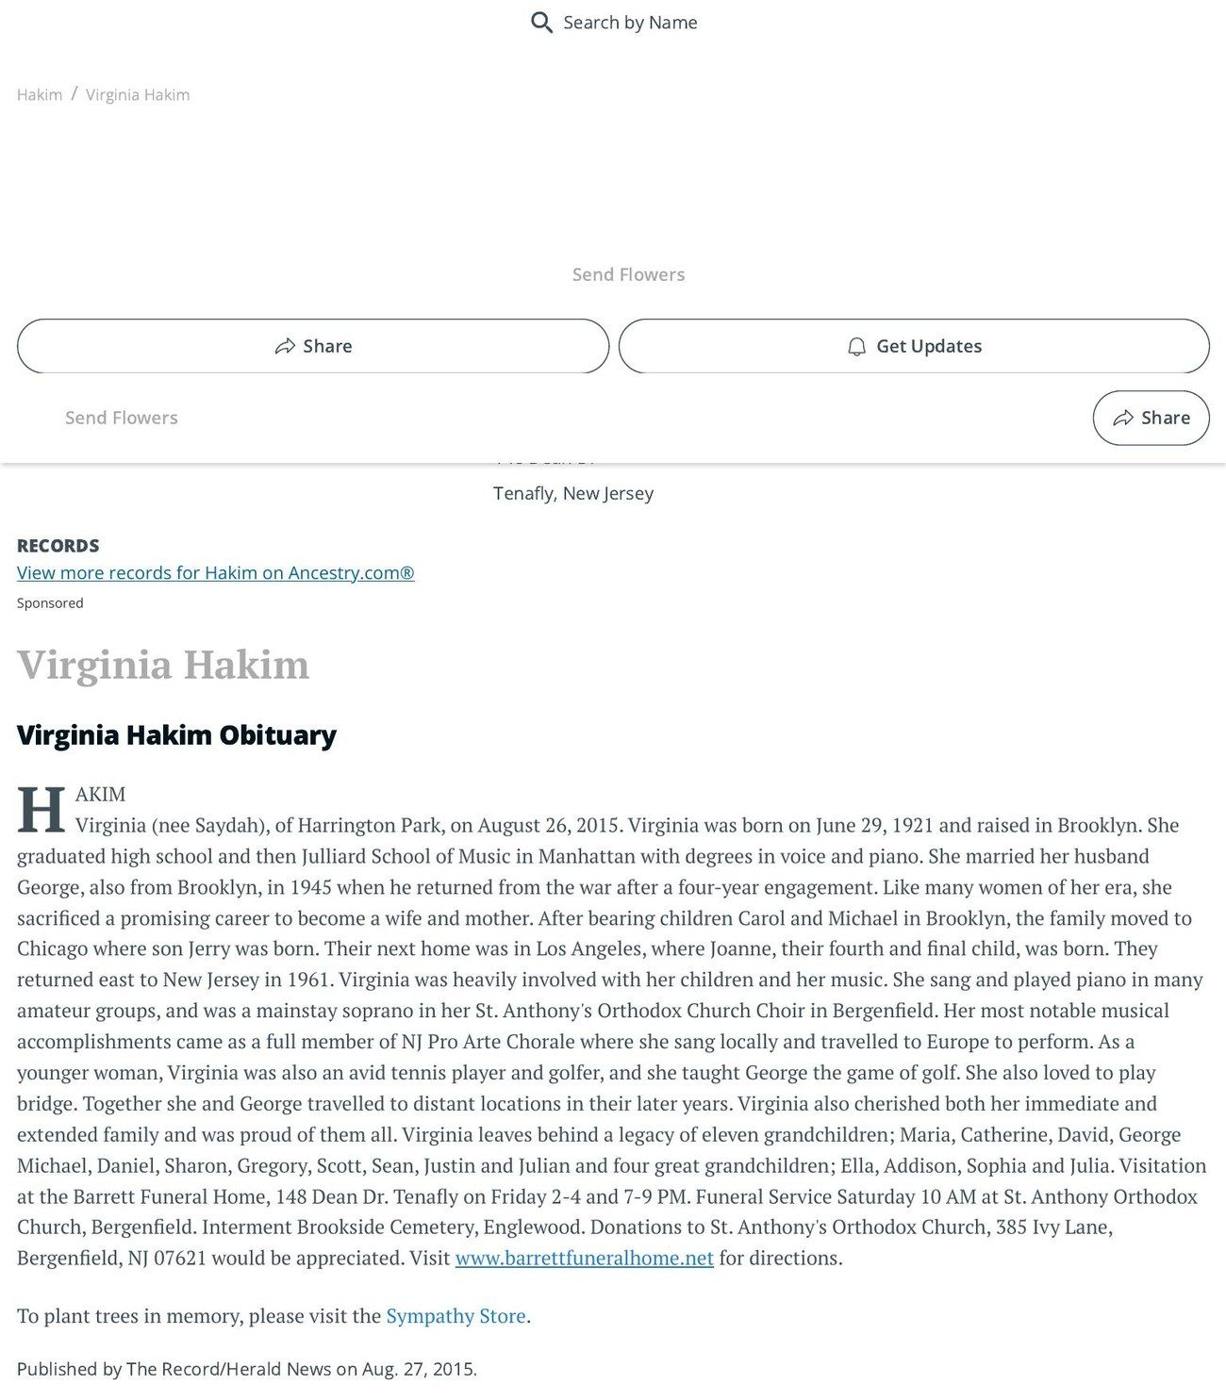 Search by Name
Hakim / Virginia Hakim
Send Flowers
Share
Get Updates
Send Flowers
Share
Tenafly, New Jersey
RECORDS
View more records for Hakim on Ancestry.com®
Sponsored
Virginia Hakim
Virginia Hakim Obituary
HAKIM
Virginia (nee Saydah), of Harrington Park, on August 26, 2015. Virginia was born on June 29, 1921 and raised in Brooklyn. She
graduated high school and then Julliard School of Music in Manhattan with degrees in voice and piano. She married her husband
George, also from Brooklyn, in 1945 when he returned from the war after a four-year engagement. Like many women of her era, she
sacrificed a promising career to become a wife and mother. After bearing children Carol and Michael in Brooklyn, the family moved to
Chicago where son Jerry was born. Their next home was in Los Angeles, where Joanne, their fourth and final child, was born. They
returned east to New Jersey in 1961. Virginia was heavily involved with her children and her music. She sang and played piano in many
amateur groups, and was a mainstay soprano in her St. Anthony's Orthodox Church Choir in Bergenfield. Her most notable musical
accomplishments came as a full member of NJ Pro Arte Chorale where she sang locally and travelled to Europe to perform. As a
younger woman, Virginia was also an avid tennis player and golfer, and she taught George the game of golf. She also loved to play
bridge. Together she and George travelled to distant locations in their later years. Virginia also cherished both her immediate and
extended family and was proud of them all. Virginia leaves behind a legacy of eleven grandchildren; Maria, Catherine, David, George
Michael, Daniel, Sharon, Gregory, Scott, Sean, Justin and Julian and four great grandchildren; Ella, Addison, Sophia and Julia. Visitation
at the Barrett Funeral Home, 148 Dean Dr. Tenafly on Friday 2-4 and 7-9 PM. Funeral Service Saturday 10 AM at St. Anthony Orthodox
Church, Bergenfield. Interment Brookside Cemetery, Englewood. Donations to St. Anthony's Orthodox Church, 385 Ivy Lane,
Bergenfield, NJ 07621 would be appreciated. Visit www.barrettfuneralhome.net for directions.
To plant trees in memory, please visit the Sympathy Store.
Published by The Record/Herald News on Aug. 27, 2015.